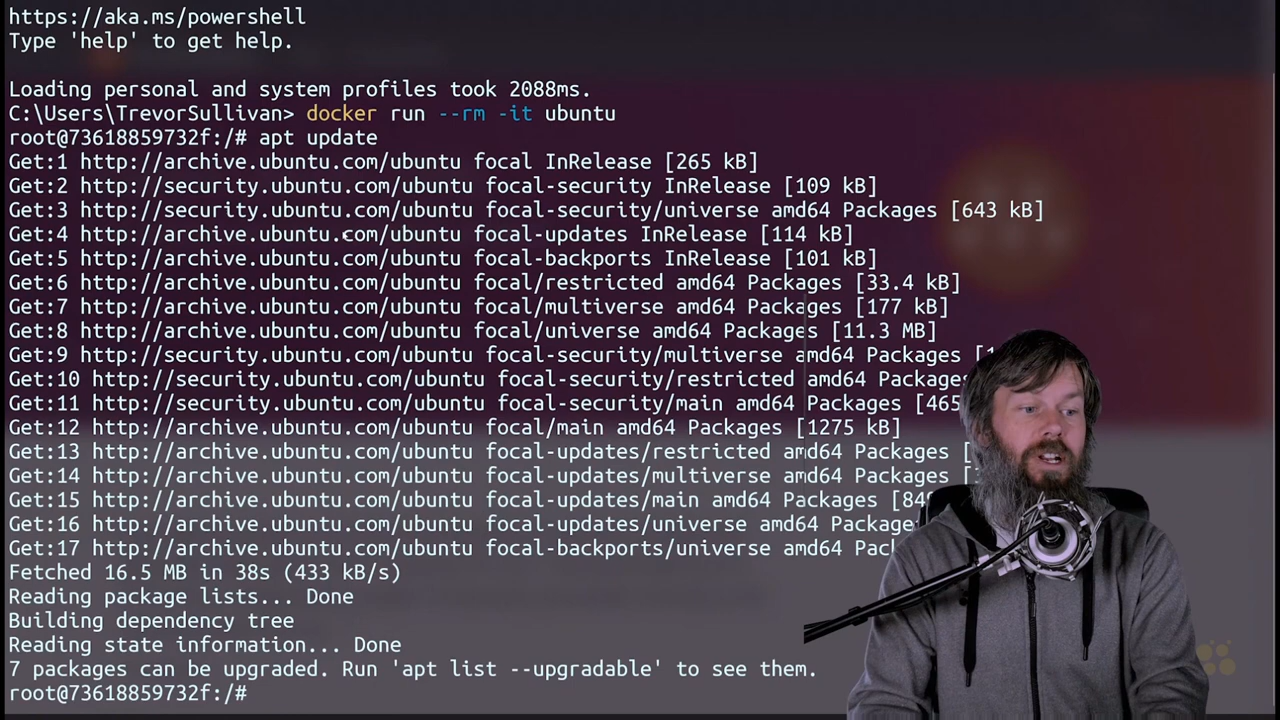 https://aka.ms/powershell
Type 'help' to get help.
Loading personal and system profiles took 2088ms.
C:\Users\TrevorSullivan> docker run --rm -it ubuntu
root@73618859732f:/# apt update
Get:1 http://archive.ubuntu.com/ubuntu focal InRelease [265 kB]
Get:2 http://security.ubuntu.com/ubuntu focal-security InRelease [109 kB]
Get:3 http://security.ubuntu.com/ubuntu focal-security/universe amd64 Packages [643 kB]
Get:4 http://archive.ubuntu.com/ubuntu focal-updates InRelease [114 kB]
Get:5 http://archive.ubuntu.com/ubuntu focal-backports InRelease [101 kB]
Get:6 http://archive.ubuntu.com/ubuntu focal/restricted amd64 Packages [33.4 kB]
Get:7 http://archive.ubuntu.com/ubuntu focal/multiverse amd64 Packages [177 kB]
Get:8 http://archive.ubuntu.com/ubuntu focal/universe amd64 Packages [11.3 MB]
Get:9 http://security.ubuntu.com/ubuntu focal-security/multiverse amd64 Packages [
Get:10 http://security.ubuntu.com/ubuntu focal-security/restricted amd64 Packages
Get:11 http://security.ubuntu.com/ubuntu focal-security/main amd64 Packages [465
Get:12 http://archive.ubuntu.com/ubuntu focal/main amd64 Packages [1275 kB]
Get:13 http://archive.ubuntu.com/ubuntu focal-updates/restricted amd64 Packages [
Get:14 http://archive.ubuntu.com/ubuntu focal-updates/multiverse amd64 Packages [
Get:15 http://archive.ubuntu.com/ubuntu focal-updates/main amd64 Packages [84
Get:16 http://archive.ubuntu.com/ubuntu focal-updates/universe amd64 Package
Get:17 http://archive.ubuntu.com/ubuntu focal-backports/universe amd64 Pac
Fetched 16.5 MB in 38s (433 kB/s)
Reading package lists... Done
Building dependency tree
Reading state information... Done
7 packages can be upgraded. Run 'apt list --upgradable' to see them.
root@73618859732f:/#